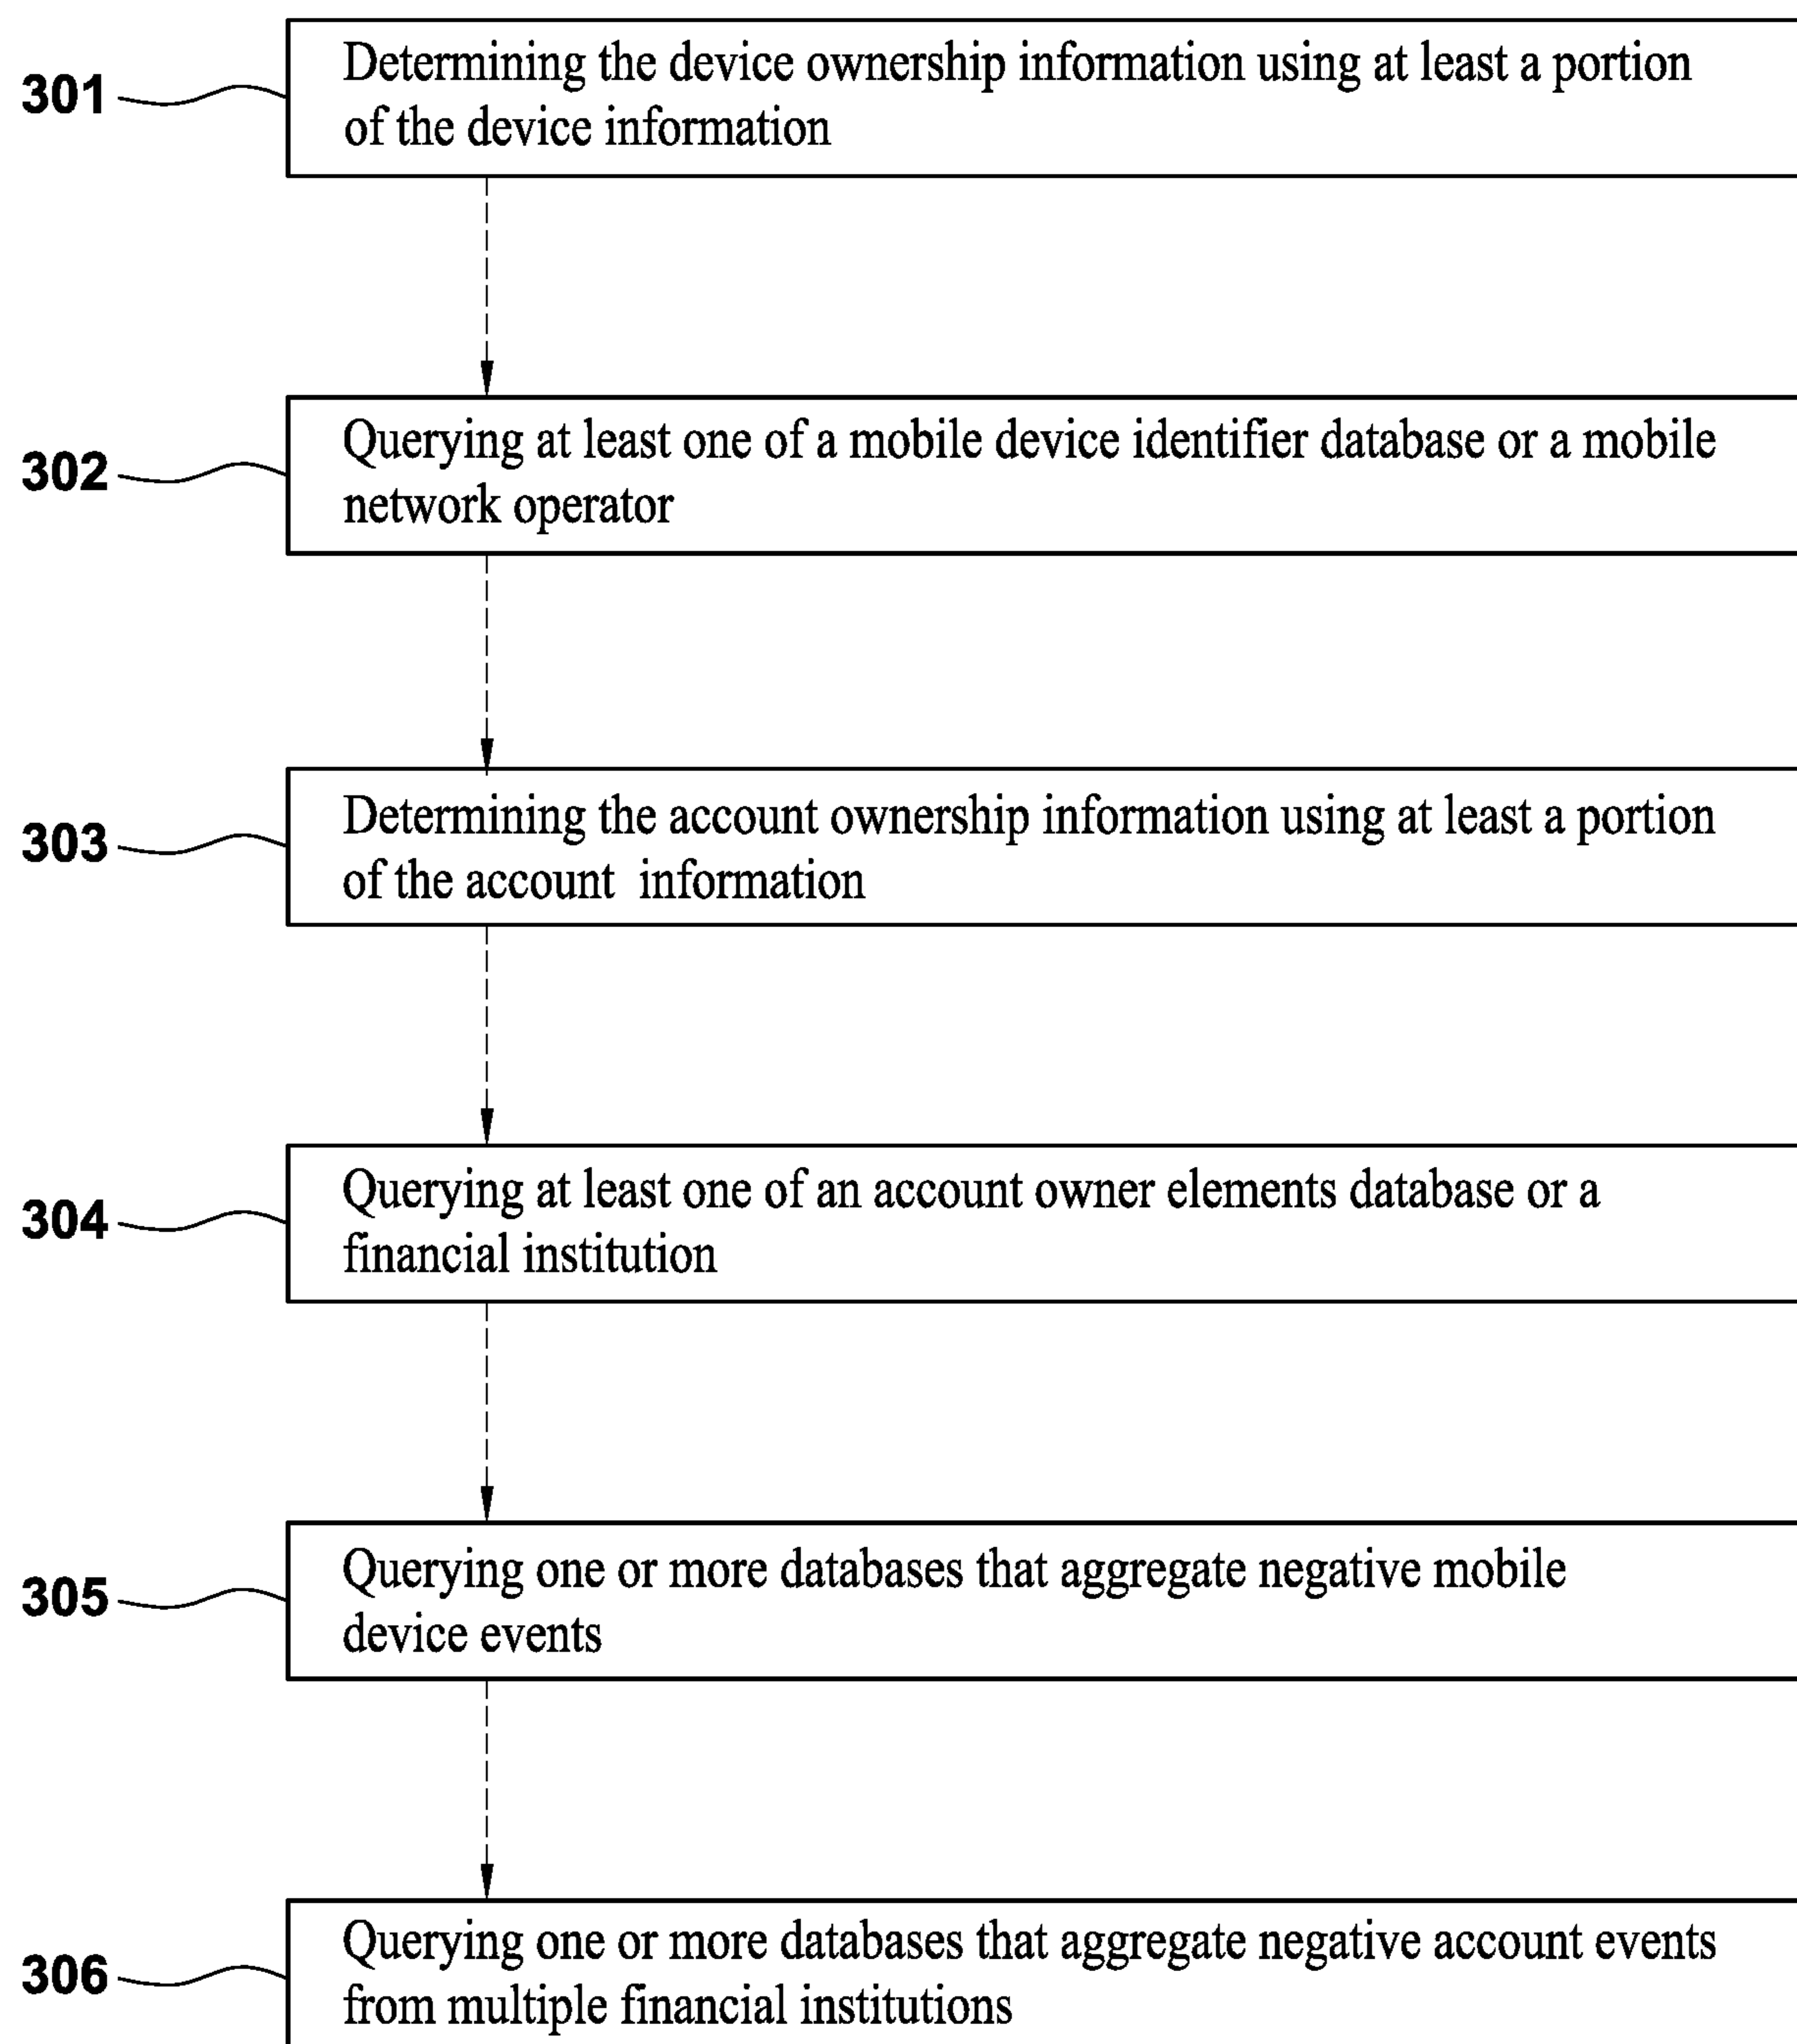 301
Determining the device ownership information using at least a portion
of the device information
302
Querying at least one of a mobile device identifier database or a mobile
network operator
303
Determining the account ownership information using at least a portion
of the account information
304
Querying at least one of an account owner elements database or a
financial institution
305
Querying one or more databases that aggregate negative mobile
device events
306
Querying one or more databases that aggregate negative account events
from multiple financial institutions